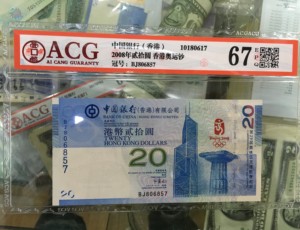 ACG
AI CANG GUARANTY
中国银行（香港）
10180617
2008年贰拾圆 香港奥运钞
冠号: BJ806857
67
EPQ
中國銀行(香港)有限公司
BANK OF CHINA (HONG KONG) LIMITED
港幣貳拾圓
TWENTY
HONG KONG DOLLARS
20
20
Beijing 2008
BJ806857
BJ806857